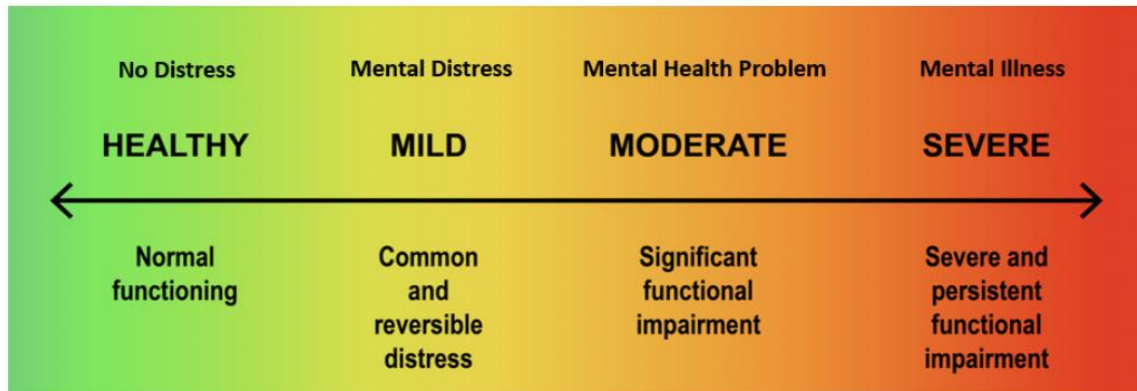 No Distress
Mental Distress
Mental Health Problem
Mental Illness
HEALTHY
MILD
MODERATE
SEVERE
Normal
functioning
Common
and
reversible
distress
Significant
functional
impairment
Severe and
persistent
functional
impairment